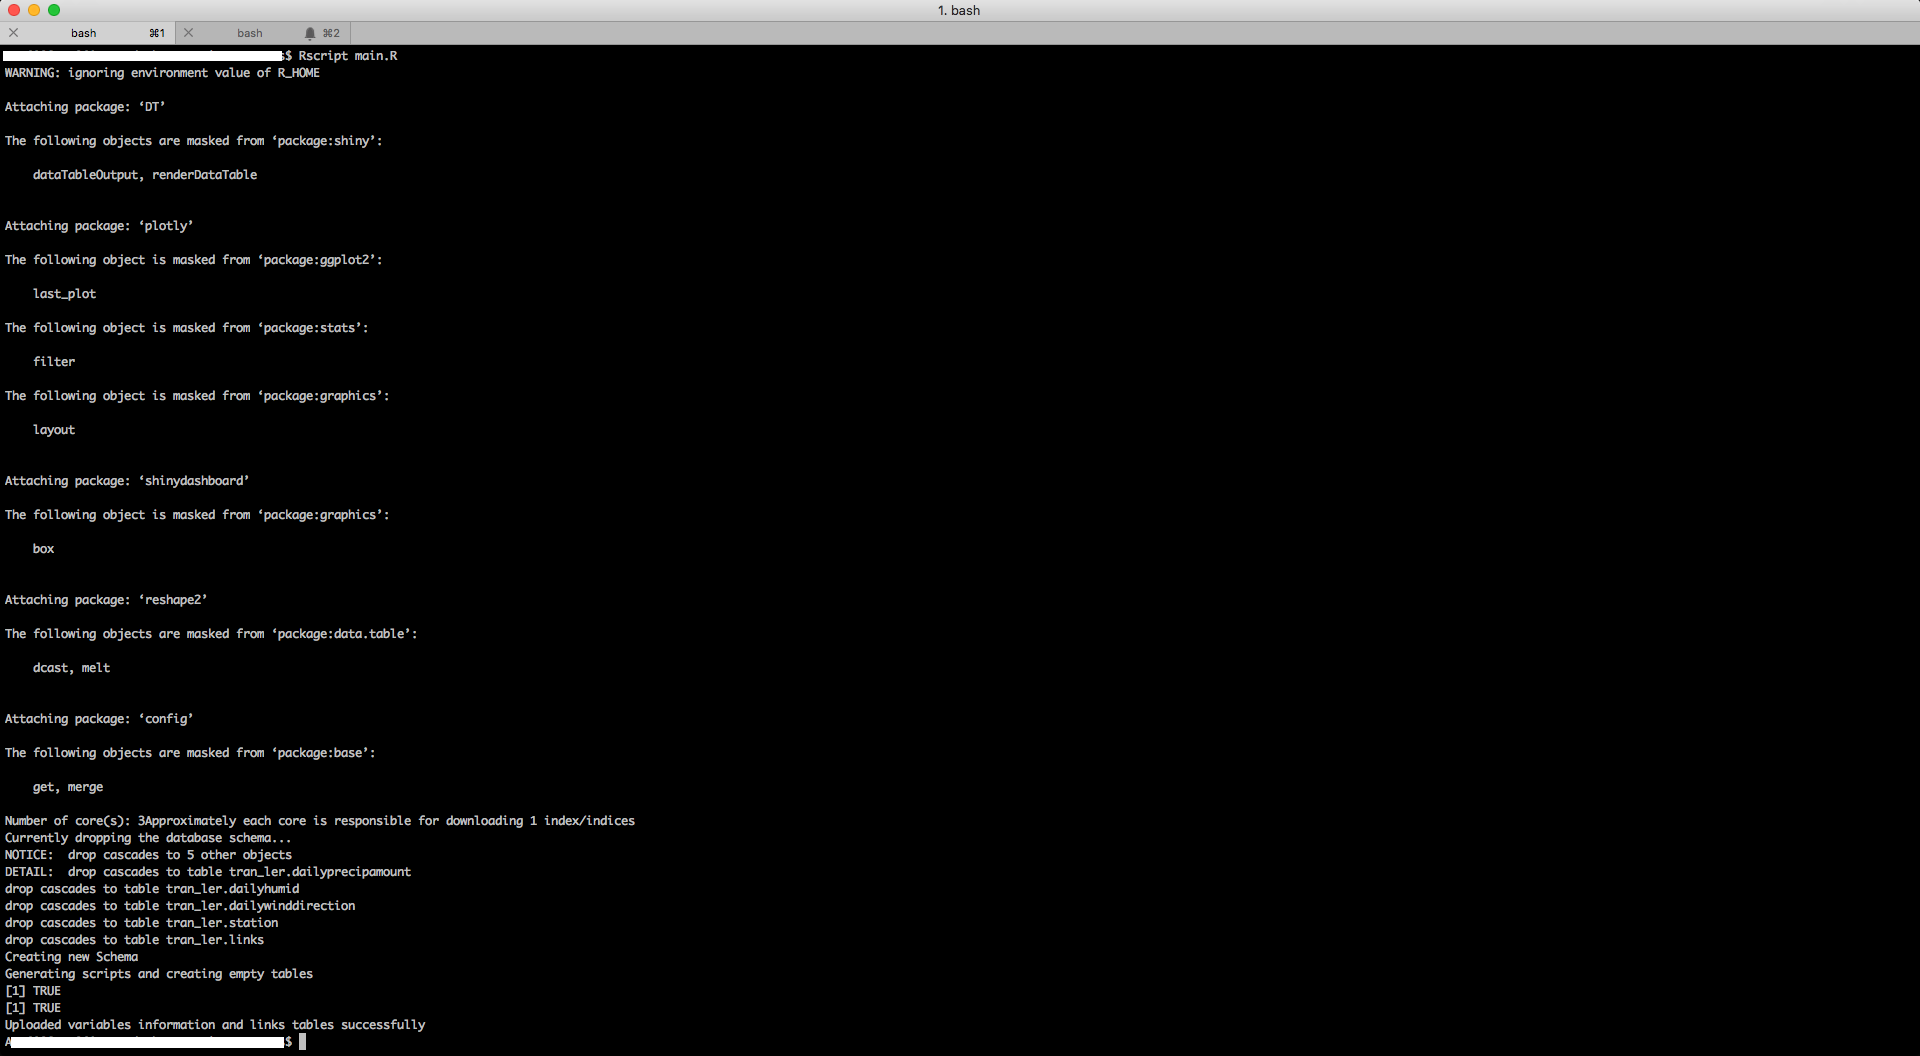 1. bash
bash ⌘1 bash ⌘2
$ Rscript main.R
WARNING: ignoring environment value of R_HOME
Attaching package: ‘DT’
The following objects are masked from ‘package:shiny’:
dataTableOutput, renderDataTable
Attaching package: ‘plotly’
The following object is masked from ‘package:ggplot2’:
last_plot
The following object is masked from ‘package:stats’:
filter
The following object is masked from ‘package:graphics’:
layout
Attaching package: ‘shinydashboard’
The following object is masked from ‘package:graphics’:
box
Attaching package: ‘reshape2’
The following objects are masked from ‘package:data.table’:
dcast, melt
Attaching package: ‘config’
The following objects are masked from ‘package:base’:
get, merge
Number of core(s): 3Approximately each core is responsible for downloading 1 index/indices
Currently dropping the database schema...
NOTICE:  drop cascades to 5 other objects
DETAIL:  drop cascades to table tran_ler.dailyprecipamount
drop cascades to table tran_ler.dailyhumid
drop cascades to table tran_ler.dailywinddirection
drop cascades to table tran_ler.station
drop cascades to table tran_ler.links
Creating new Schema
Generating scripts and creating empty tables
[1] TRUE
[1] TRUE
Uploaded variables information and links tables successfully
$